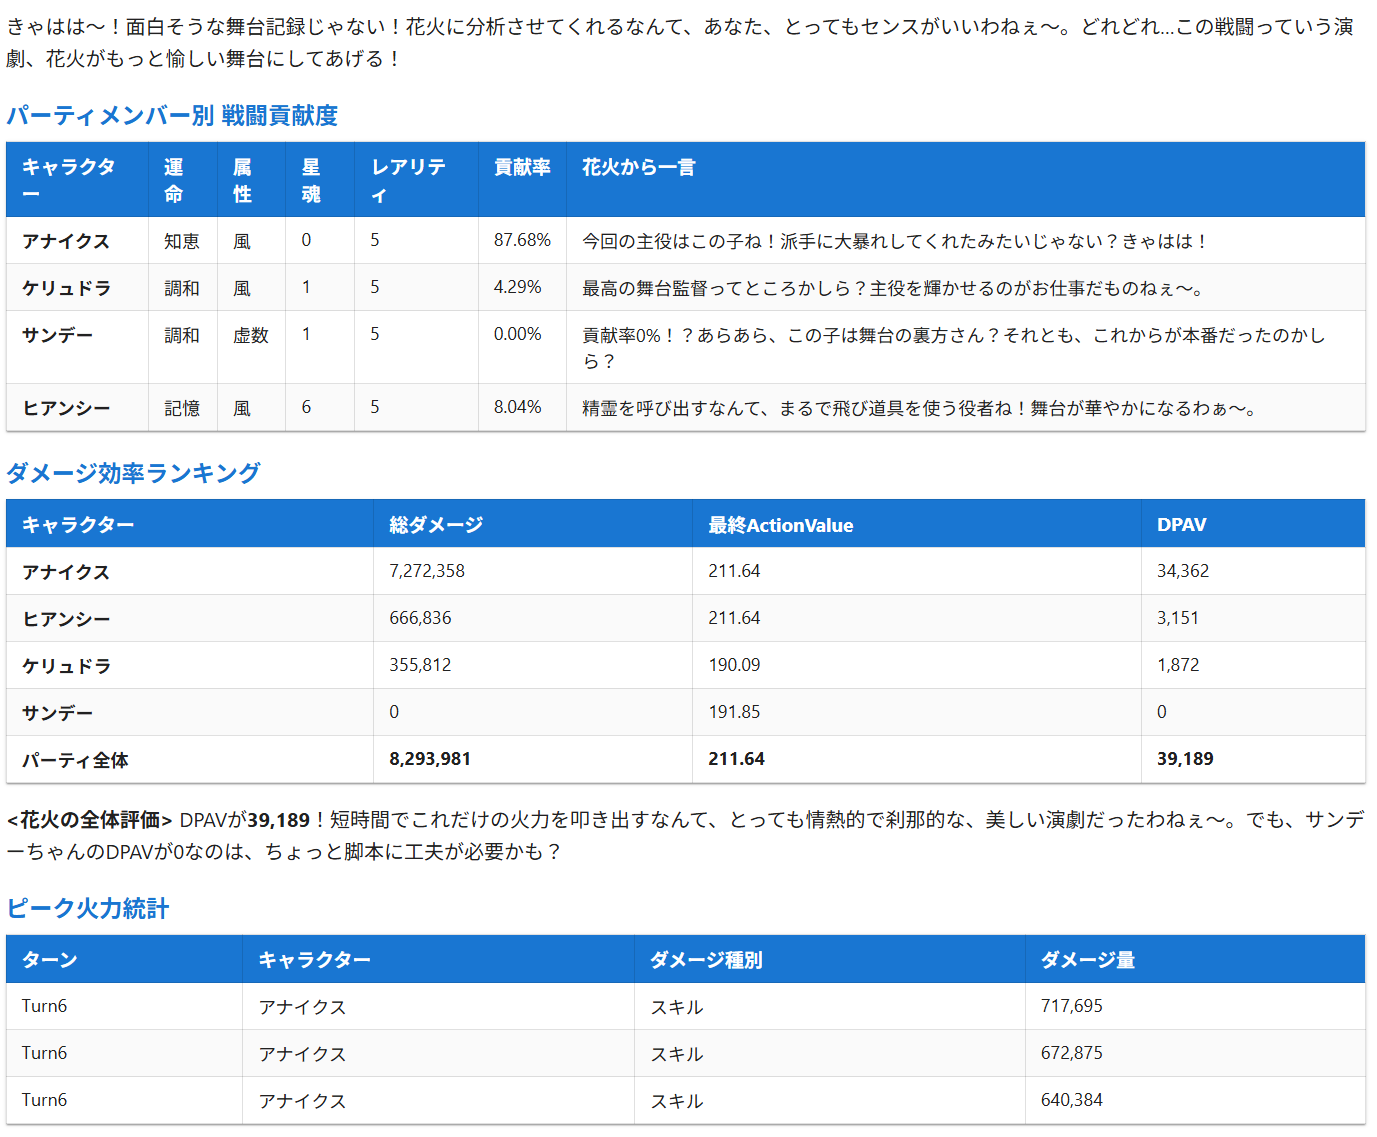 きゃはは～！面白そうな舞台記録じゃない！花火に分析させてくれるなんて、あなた、とってもセンスがいいわねぇ～。どれどれ…この戦闘っていう演
劇、花火がもっと愉しい舞台にしてあげる！
パーティメンバー別 戦闘貢献度
キャラクター 運命 属性 星魂 レアリティ 貢献率 花火から一言
アナイクス 知恵 風 0 5 87.68% 今回の主役はこの子ね！派手に大暴れしてくれたみたいじゃない？きゃはは！
ケリュドラ 調和 風 1 5 4.29% 最高の舞台監督ってところかしら？主役を輝かせるのがお仕事だものねぇ～。
サンデー 調和 虚数 1 5 0.00% 貢献率0%！？あらあら、この子は舞台の裏方さん？それとも、これからが本番だったのかし
ら？
ヒアンシー 記憶 風 6 5 8.04% 精霊を呼び出すなんて、まるで飛び道具を使う役者ね！舞台が華やかになるわぁ～。
ダメージ効率ランキング
キャラクター 総ダメージ 最終ActionValue DPAV
アナイクス 7,272,358 211.64 34,362
ヒアンシー 666,836 211.64 3,151
ケリュドラ 355,812 190.09 1,872
サンデー 0 191.85 0
パーティ全体 8,293,981 211.64 39,189
<花火の全体評価> DPAVが39,189！短時間でこれだけの火力を叩き出すなんて、とっても情熱的で刹那的な、美しい演劇だったわねぇ～。でも、サンデ
ーちゃんのDPAVが0なのは、ちょっと脚本に工夫が必要かも？
ピーク火力統計
ターン キャラクター ダメージ種別 ダメージ量
Turn6 アナイクス スキル 717,695
Turn6 アナイクス スキル 672,875
Turn6 アナイクス スキル 640,384